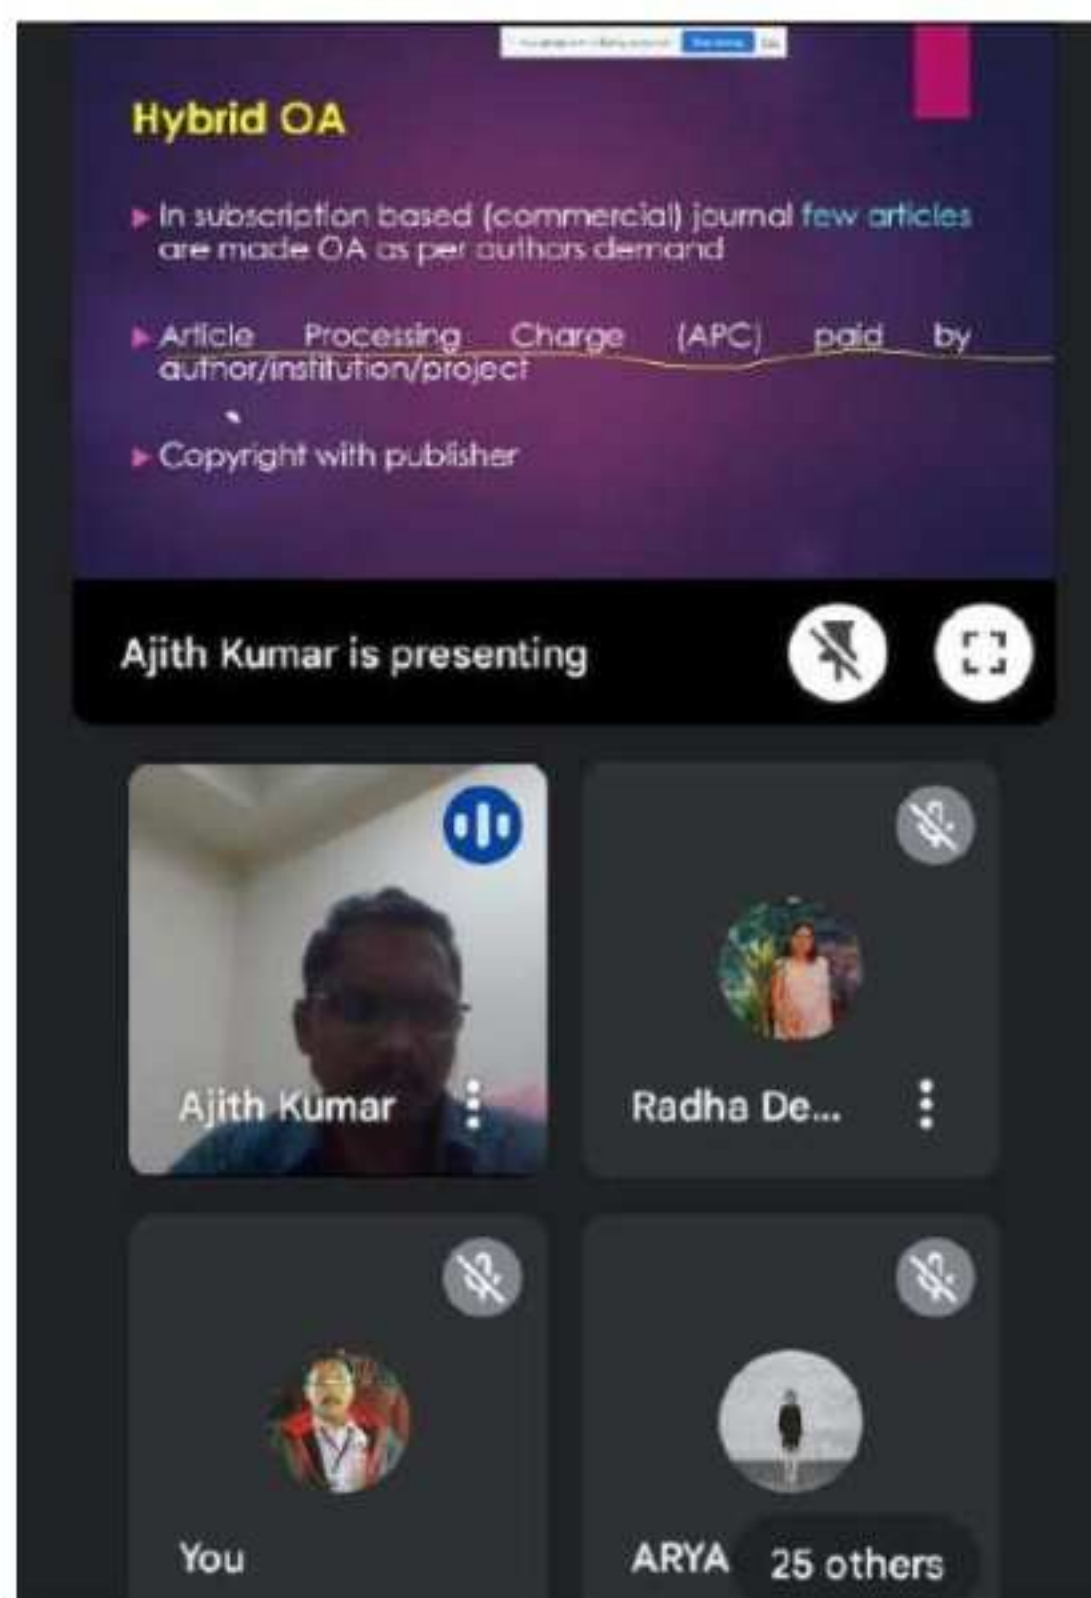 Hybrid OA
In subscription based (commercial) journal few articles
are made OA as per authors demand
Article Processing Charge (APC) paid by
author/institution/project
Copyright with publisher
Ajith Kumar is presenting
Ajith Kumar
Radha De...
You
ARYA
25 others